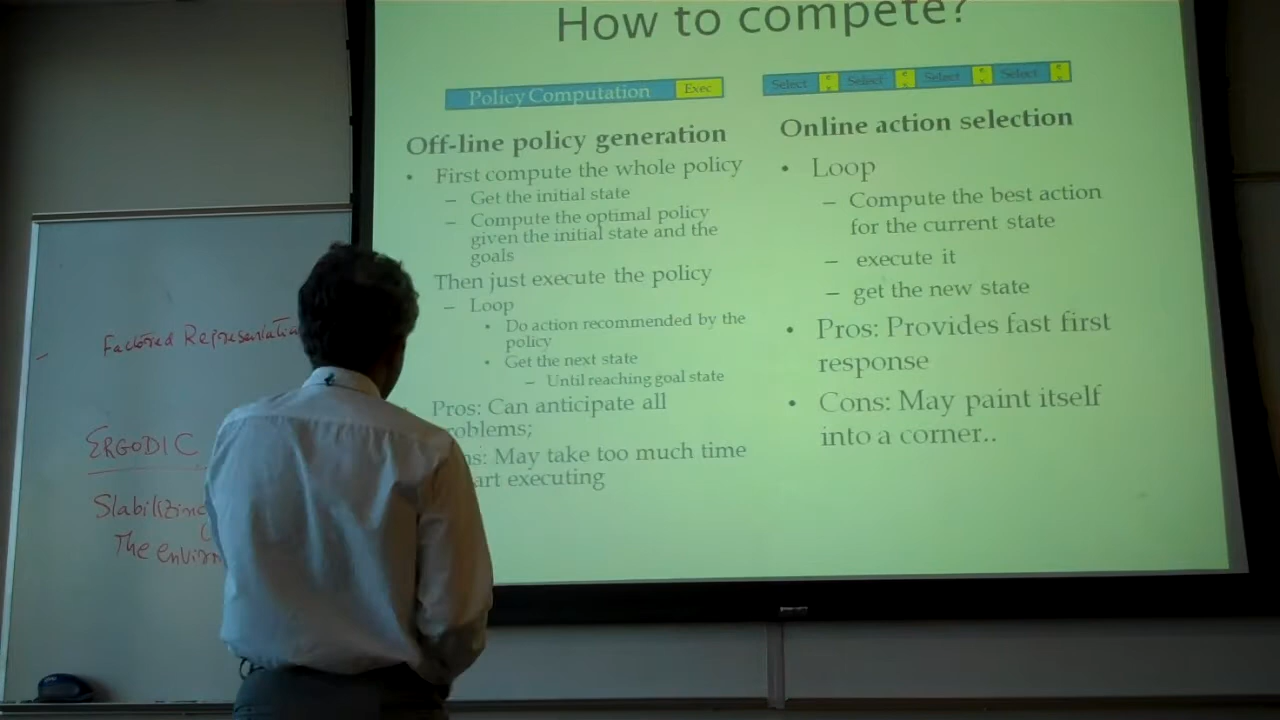 How to compete?
Policy Computation Exec
Select ex Select ex Select ex Select ex
Off-line policy generation
• First compute the whole policy
– Get the initial state
– Compute the optimal policy
given the initial state and the
goals
Then just execute the policy
– Loop
• Do action recommended by the
policy
• Get the next state
– Until reaching goal state
Pros: Can anticipate all
roblems;
ns: May take too much time
art executing
Online action selection
• Loop
– Compute the best action
for the current state
– execute it
– get the new state
• Pros: Provides fast first
response
• Cons: May paint itself
into a corner..
– Factored Representatio
ERGODIC
Stabilizing
The environ